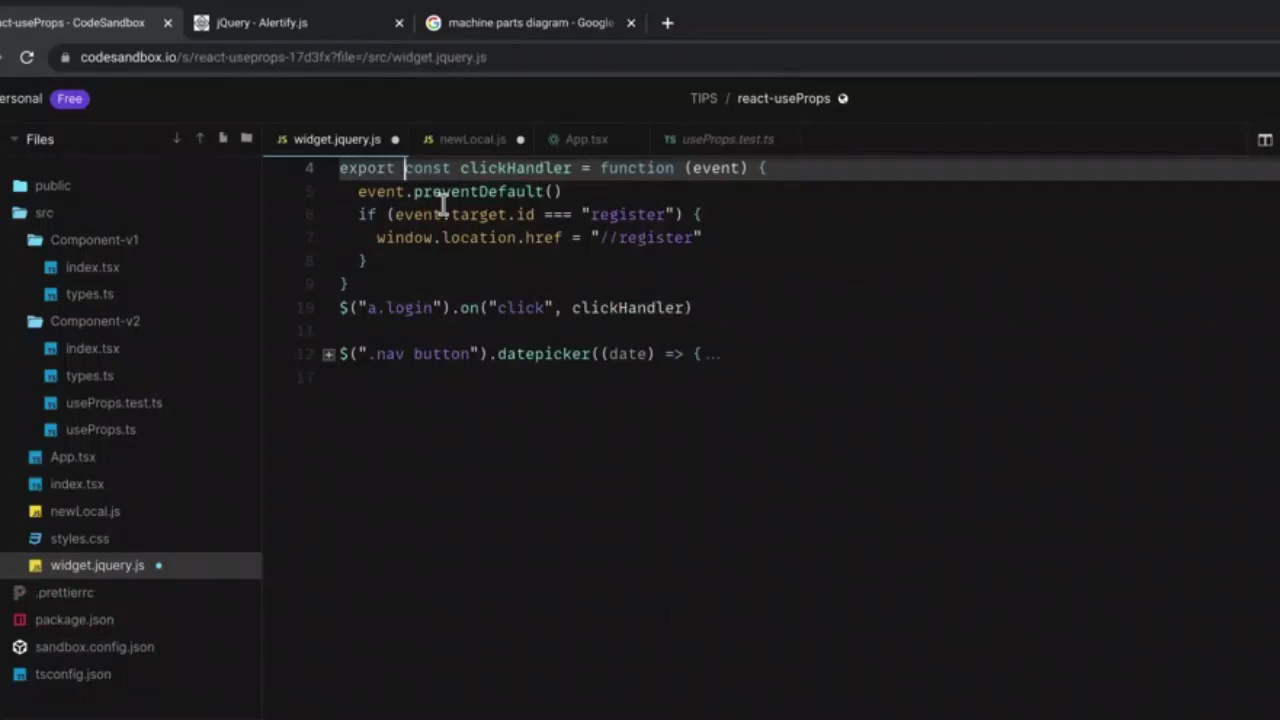 ct-useProps - CodeSandbox
jQuery - Alertify.js
machine parts diagram - Google
codesandbox.io/s/react-useprops-17d3fx?file=/src/widget.jquery.js
ersonal Free
TIPS / react-useProps
Files
public
src
Component-v1
index.tsx
types.ts
Component-v2
index.tsx
types.ts
useProps.test.ts
useProps.ts
App.tsx
index.tsx
newLocal.js
styles.css
widget.jquery.js
.prettierrc
package.json
sandbox.config.json
tsconfig.json
JS widget.jquery.js
JS newLocal.js
App.tsx
TS useProps.test.ts
4 export const clickHandler = function (event) {
5 event.preventDefault()
6 if (event.target.id === "register") {
7 window.location.href = "//register"
8 }
9 }
10 $("a.login").on("click", clickHandler)
11
12 $(".nav button").datepicker((date) => {...
17